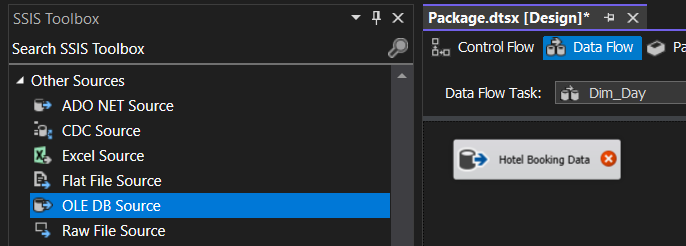 SSIS Toolbox
Search SSIS Toolbox
Other Sources
ADO NET Source
CDC Source
Excel Source
Flat File Source
OLE DB Source
Raw File Source
Package.dtsx [Design]*
Control Flow
Data Flow
Pa
Data Flow Task:
Dim_Day
Hotel Booking Data